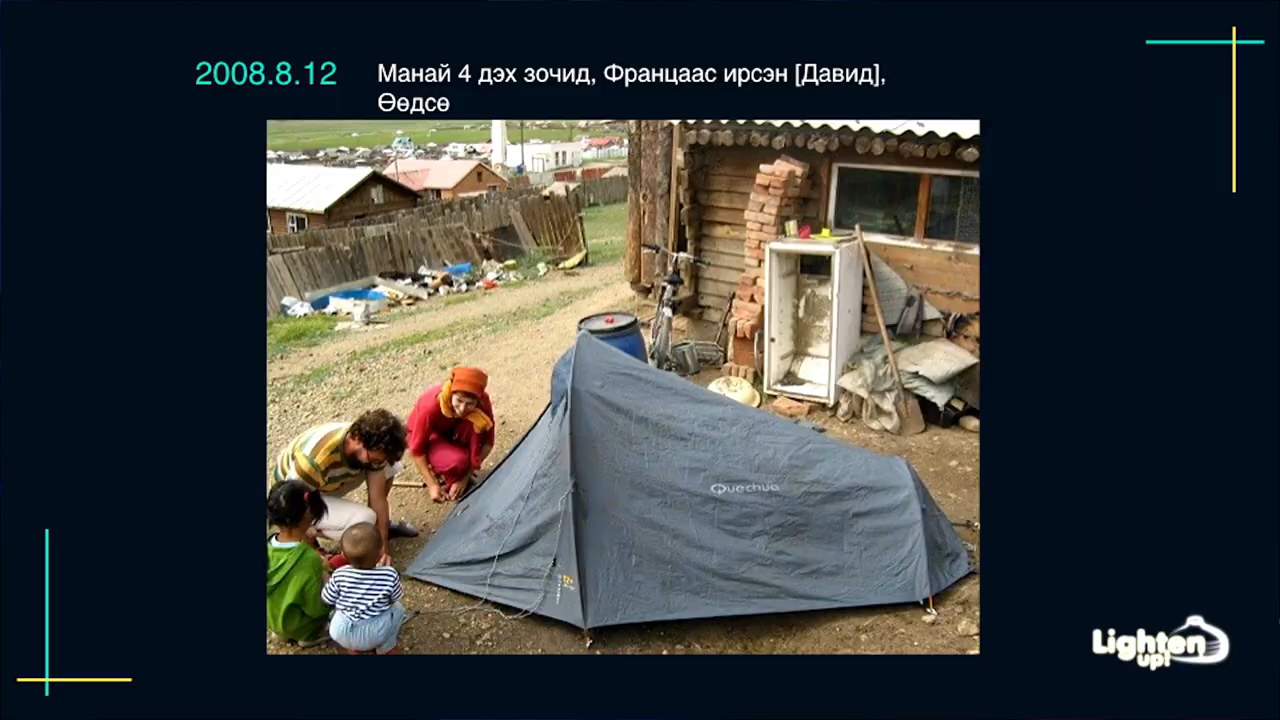 2008.8.12
Манай 4 дэх зочид, Францаас ирсэн [Давид],
Өөдсө
Quechua
Lighten
up!